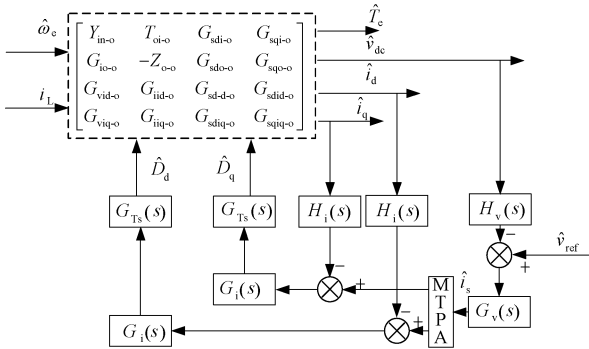 ω̂e
iL
Yin-o Toi-o Gsdi-o Gsqi-o
Gio-o −Zo-o Gsdo-o Gsqo-o
Gvid-o Giid-o Gsd-d-o Gsdid-o
Gviq-o Giiq-o Gsdiq-o Gsqiq-o
T̂e
v̂dc
îd
îq
D̂d
D̂q
GTs(s)
GTs(s)
Hi(s)
Hi(s)
Hv(s)
−
+
v̂ref
Gi(s)
−
+
M
T
P
A
îs
Gv(s)
Gi(s)
−
+